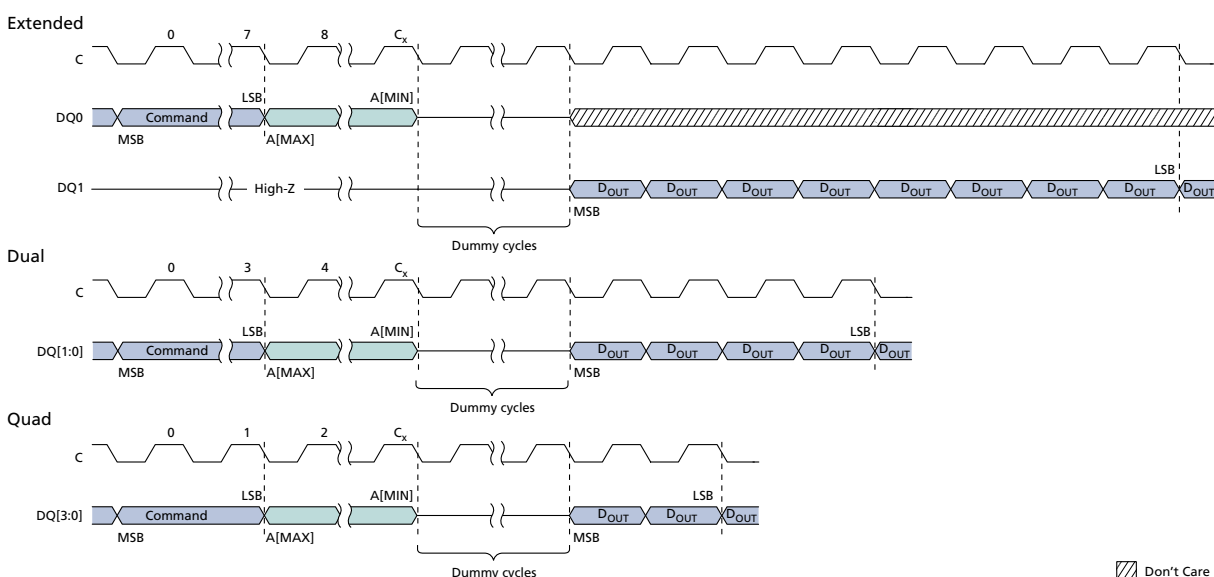 Extended
0 7 8 Cx
C
LSB A[MIN]
DQ0 Command
MSB A[MAX]
LSB
DQ1 High-Z DOUT DOUT DOUT DOUT DOUT DOUT DOUT DOUT DOUT
MSB
Dummy cycles
Dual
0 3 4 Cx
C
LSB A[MIN] LSB
DQ[1:0] Command DOUT DOUT DOUT DOUT DOUT
MSB A[MAX] MSB
Dummy cycles
Quad
0 1 2 Cx
C
LSB A[MIN] LSB
DQ[3:0] Command DOUT DOUT DOUT
MSB A[MAX] MSB
Dummy cycles
Don't Care